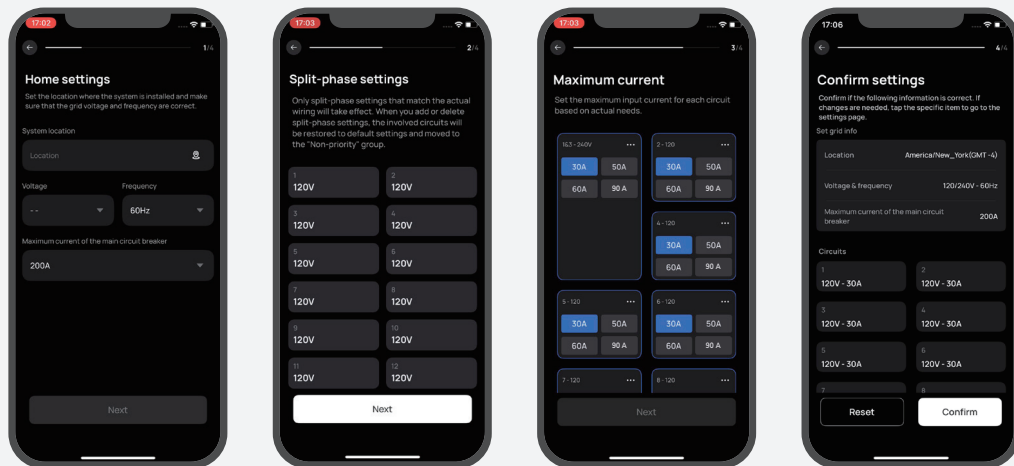 17:02
1/4
Home settings
Set the location where the system is installed and make
sure that the grid voltage and frequency are correct.
System location
Location
Voltage
Frequency
--
60Hz
Maximum current of the main circuit breaker
200A
Next
17:03
2/4
Split-phase settings
Only split-phase settings that match the actual
wiring will take effect. When you add or delete
split-phase settings, the involved circuits will
be restored to default settings and moved to
the "Non-priority" group.
1
120V
2
120V
3
120V
4
120V
5
120V
6
120V
7
120V
8
120V
9
120V
10
120V
11
120V
12
120V
Next
17:03
3/4
Maximum current
Set the maximum input current for each circuit
based on actual needs.
1&3 - 240V
30A
50A
60A
90 A
2 - 120
30A
50A
60A
90 A
4 - 120
30A
50A
60A
90 A
5 - 120
30A
50A
60A
90 A
6 - 120
30A
50A
60A
90 A
7 - 120
8 - 120
Next
17:06
4/4
Confirm settings
Confirm if the following information is correct. If
changes are needed, tap the specific item to go to the
settings page.
Set grid info
Location
America/New_York(GMT-4)
Voltage & frequency
120/240V - 60Hz
Maximum current of the main circuit
breaker
200A
Circuits
1
120V - 30A
2
120V - 30A
3
120V - 30A
4
120V - 30A
5
120V - 30A
6
120V - 30A
7
8
Reset
Confirm